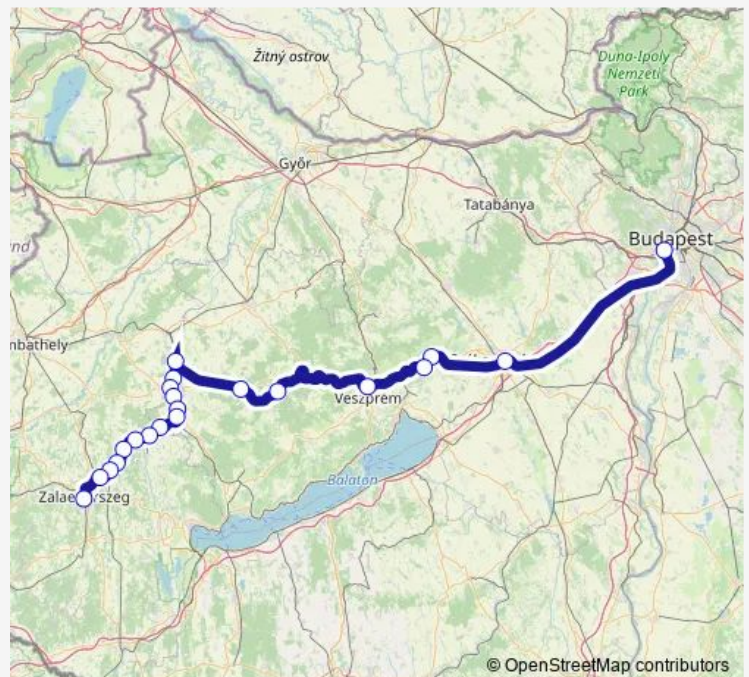 Žitný ostrov
Duna-Ipoly
Nemzeti
Park
Győr
Tatabánya
Budapest
Veszprém
Balaton
© OpenStreetMap contributors